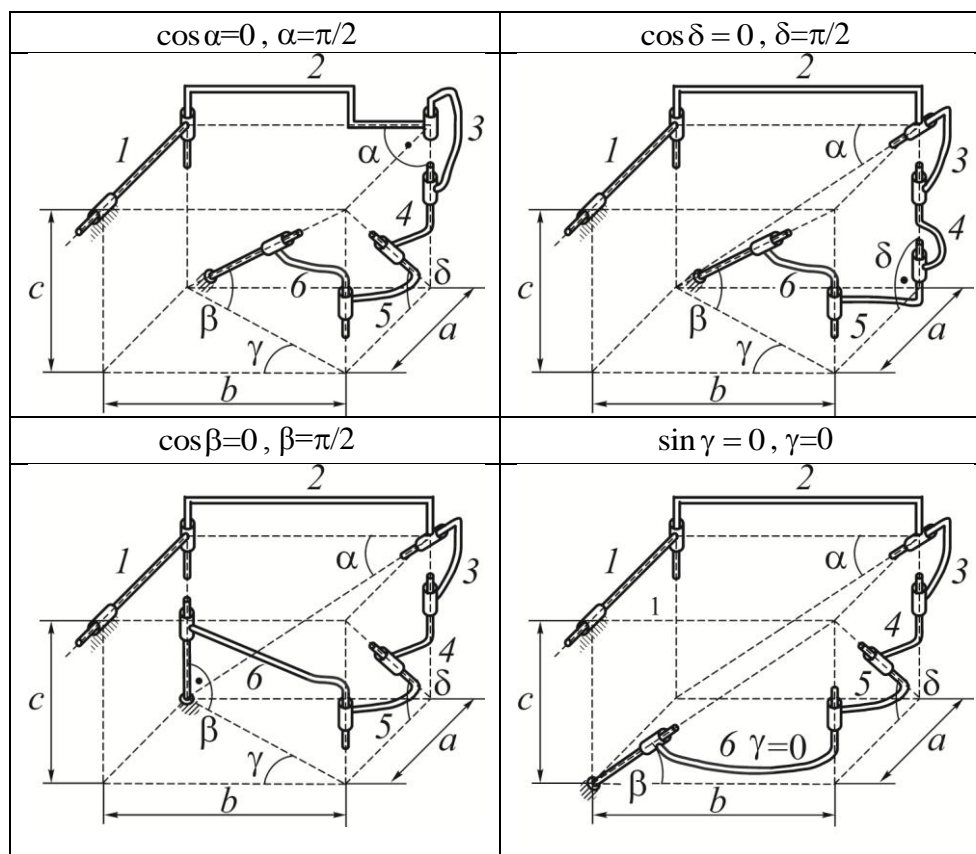 cos α=0 , α=π/2
2
1
3
α
4
c
6
δ
β
5
γ
a
b
cos δ = 0 , δ=π/2
2
1
α
3
4
c
δ
6
β
5
γ
a
b
cos β=0 , β=π/2
2
1
α
3
4
c
6
δ
β
5
γ
a
b
sin γ = 0 , γ=0
2
1
α
3
1
4
c
5
δ
6 γ=0
β
a
b